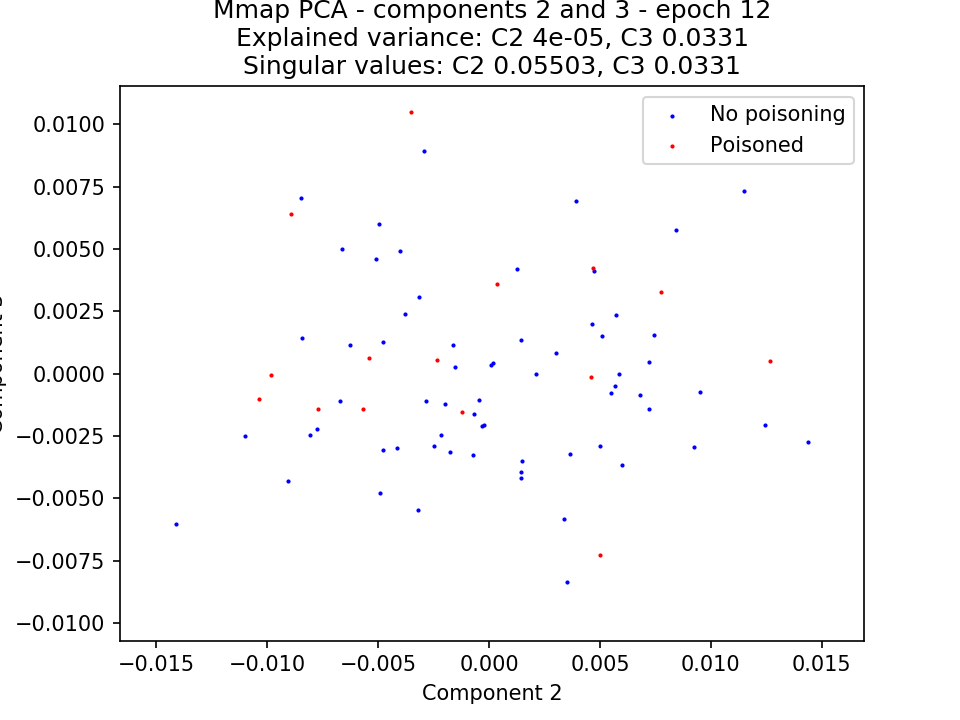 Mmap PCA - components 2 and 3 - epoch 12
Explained variance: C2 4e-05, C3 0.0331
Singular values: C2 0.05503, C3 0.0331
No poisoning
Poisoned
0.0100
0.0075
0.0050
0.0025
0.0000
−0.0025
−0.0050
−0.0075
−0.0100
−0.015 −0.010 −0.005 0.000 0.005 0.010 0.015
Component 2